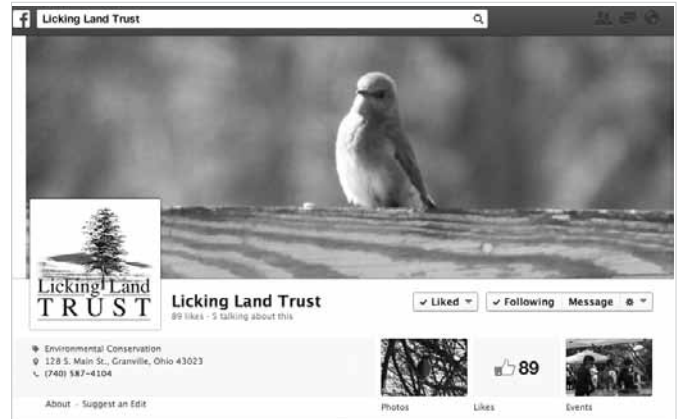 f Licking Land Trust
Licking Land
TRUST
Licking Land Trust
89 likes · 5 talking about this
✓ Liked
✓ Following Message
Environmental Conservation
128 S. Main St., Granville, Ohio 43023
(740) 587-4104
About - Suggest an Edit
89
Photos Likes Events